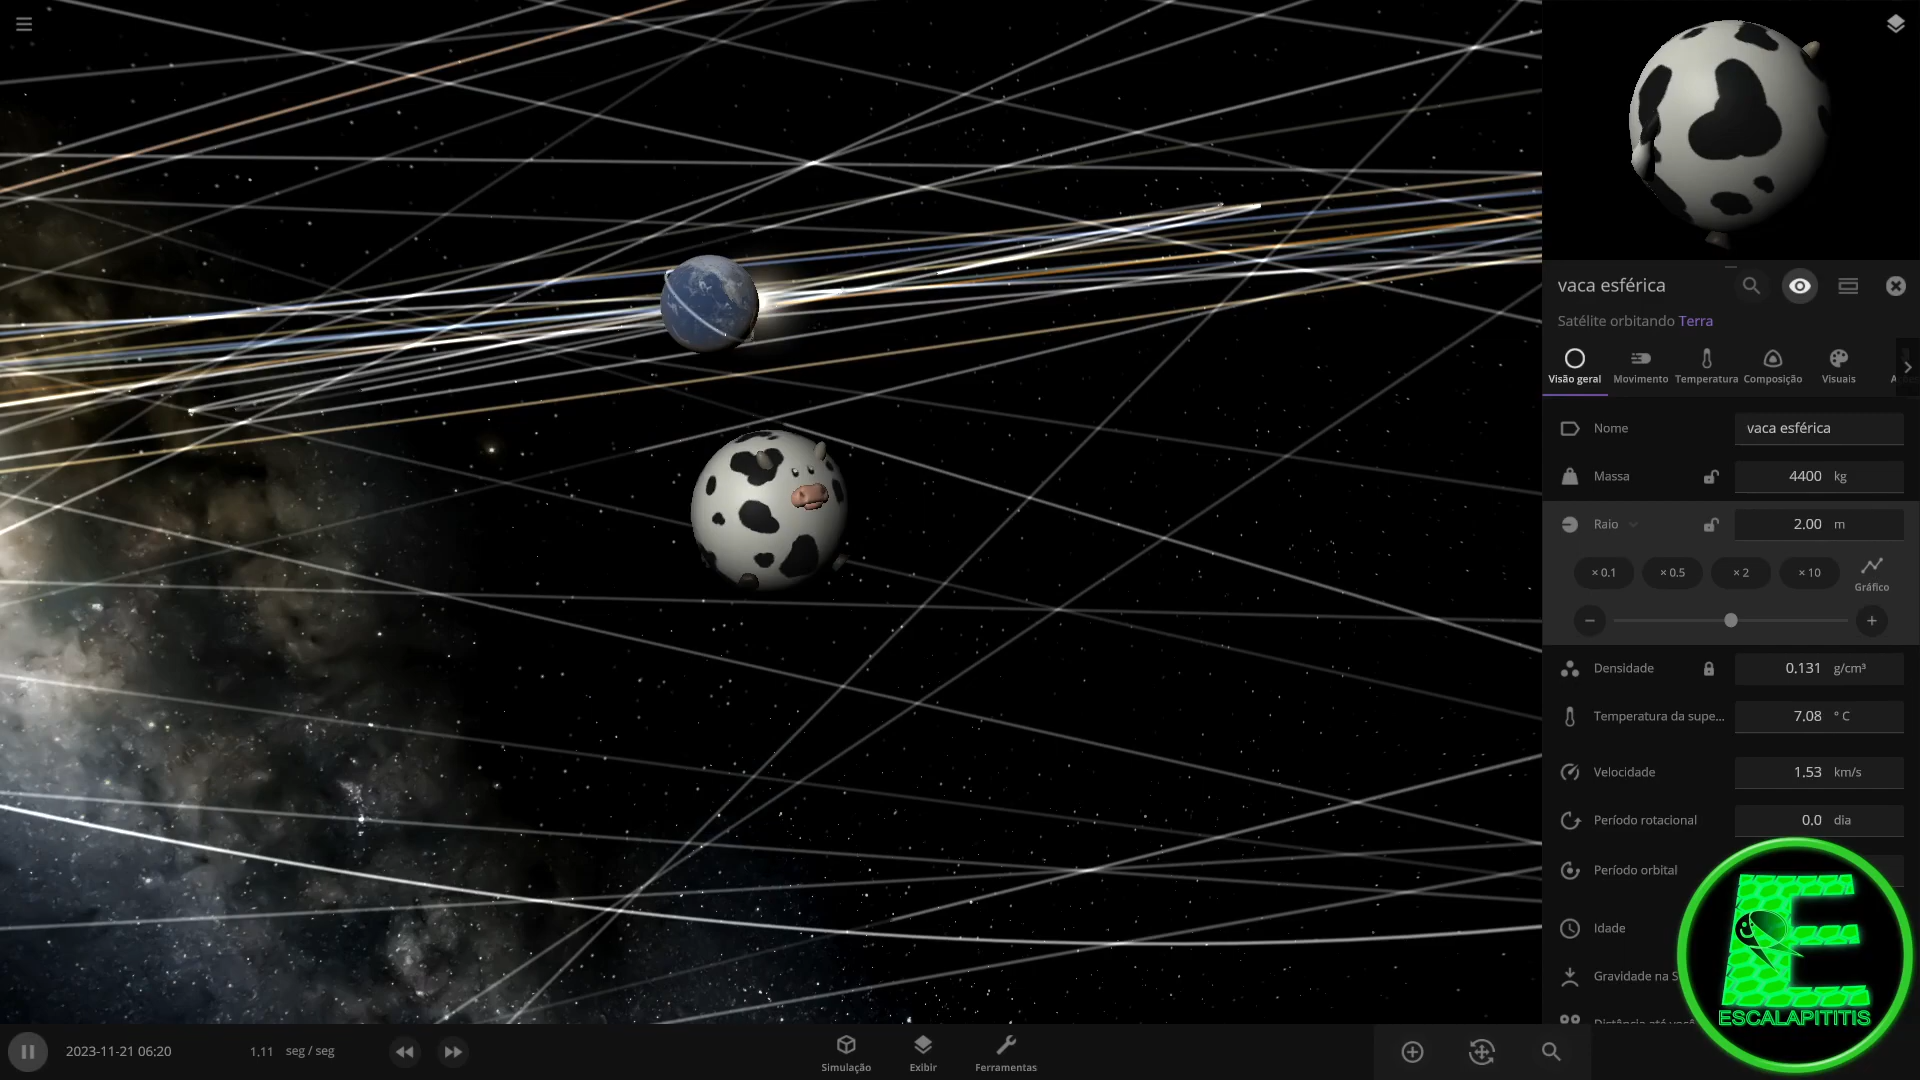 vaca esférica
Satélite orbitando Terra
Visão geral Movimento Temperatura Composição Visuais
Nome vaca esférica
Massa 4400 kg
Raio 2.00 m
× 0.1 × 0.5 × 2 × 10 Gráfico
Densidade 0.131 g/cm³
Temperatura da supe... 7.08 ° C
Velocidade 1.53 km/s
Período rotacional 0.0 dia
Período orbital
Idade
Gravidade na S
ESCALAPITITIS
2023-11-21 06:20 1.11 seg / seg
Simulação Exibir Ferramentas